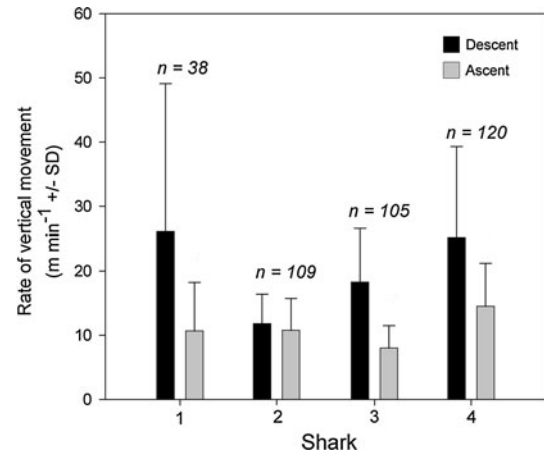 60
50
40
30
20
10
0
Rate of vertical movement
(m min⁻¹ +/- SD)
Descent
Ascent
n = 38
n = 109
n = 105
n = 120
1 2 3 4
Shark